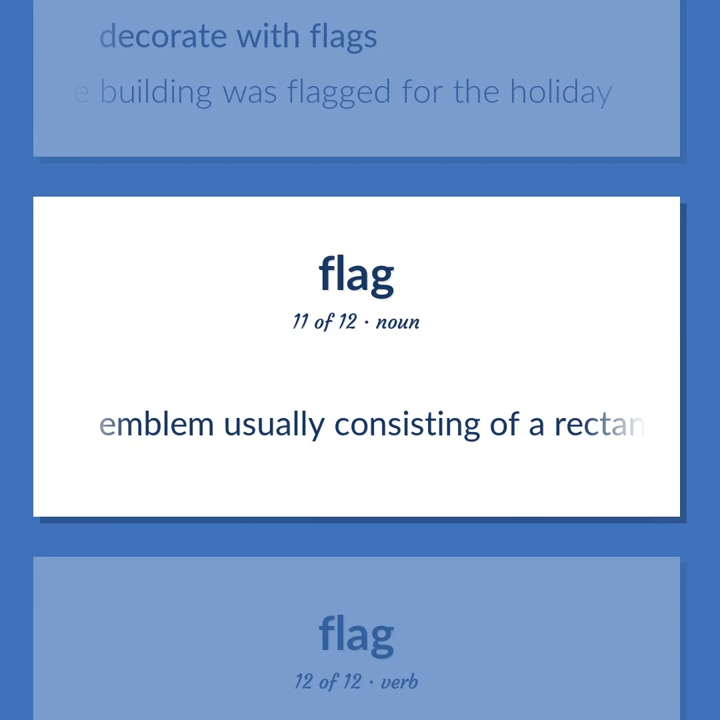 decorate with flags
e building was flagged for the holiday
flag
11 of 12 · noun
emblem usually consisting of a rectan
flag
12 of 12 · verb